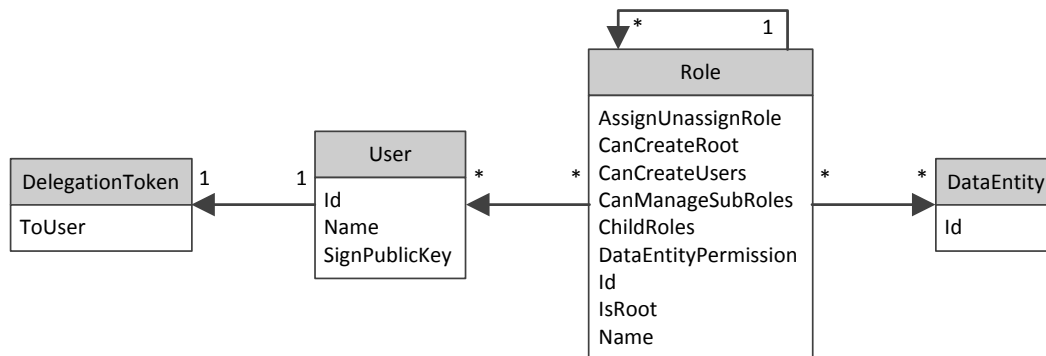 * 1
Role
AssignUnassignRole
CanCreateRoot
CanCreateUsers
CanManageSubRoles
ChildRoles
DataEntityPermission
Id
IsRoot
Name
User
Id
Name
SignPublicKey
DelegationToken
ToUser
1 1
* *
* *
DataEntity
Id